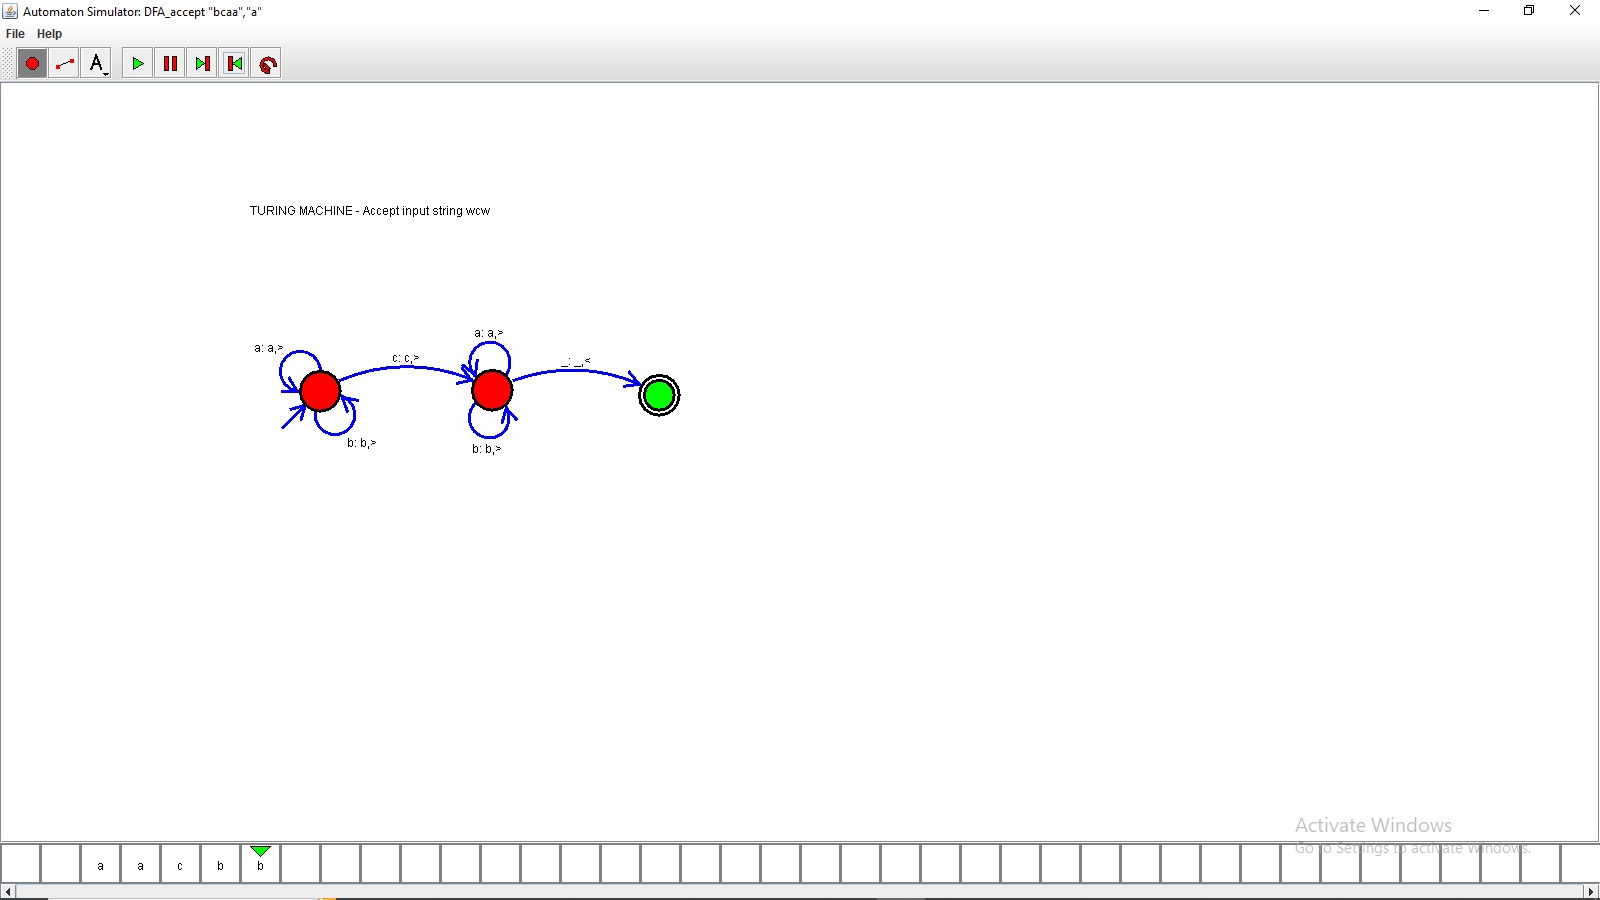 Automaton Simulator: DFA_accept "bcaa","a"
File Help
A
TURING MACHINE - Accept input string wcw
a: a,>
a: a,>
c: c,>
_: _,<
b: b,>
b: b,>
Activate Windows
Go to Settings to activate Windows.
a a c b b